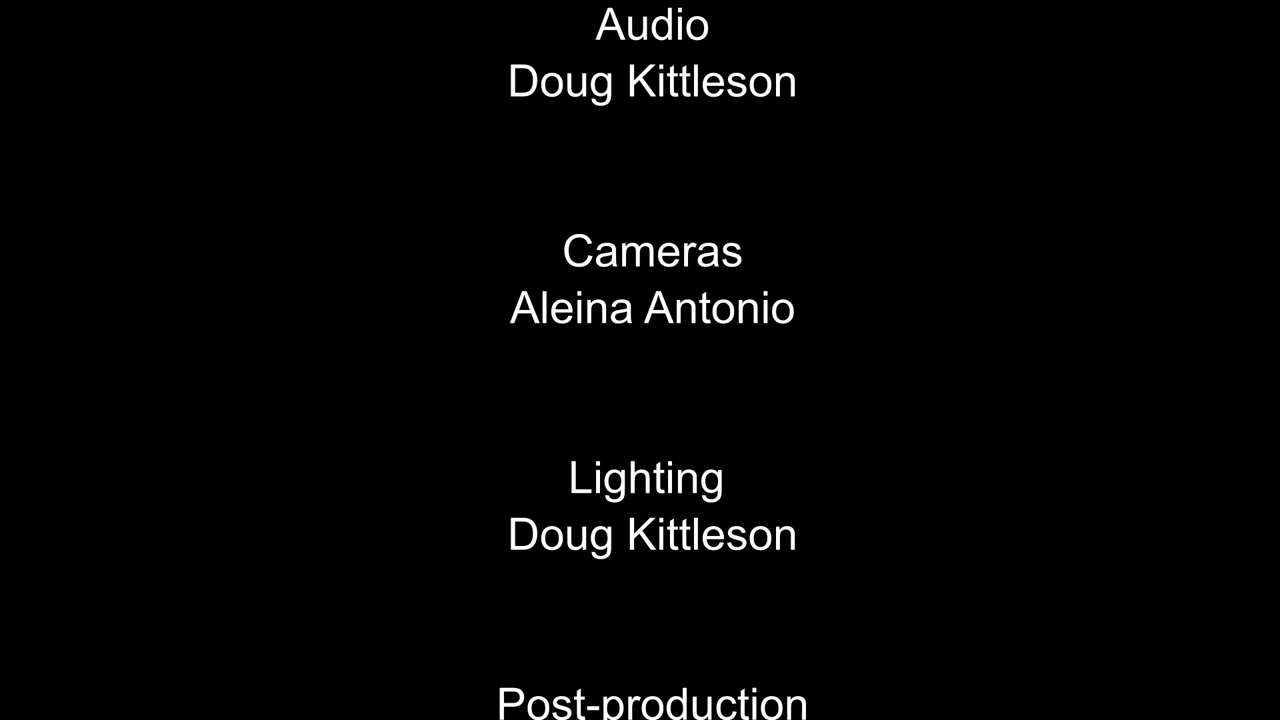 Audio
Doug Kittleson
Cameras
Aleina Antonio
Lighting
Doug Kittleson
Post-production